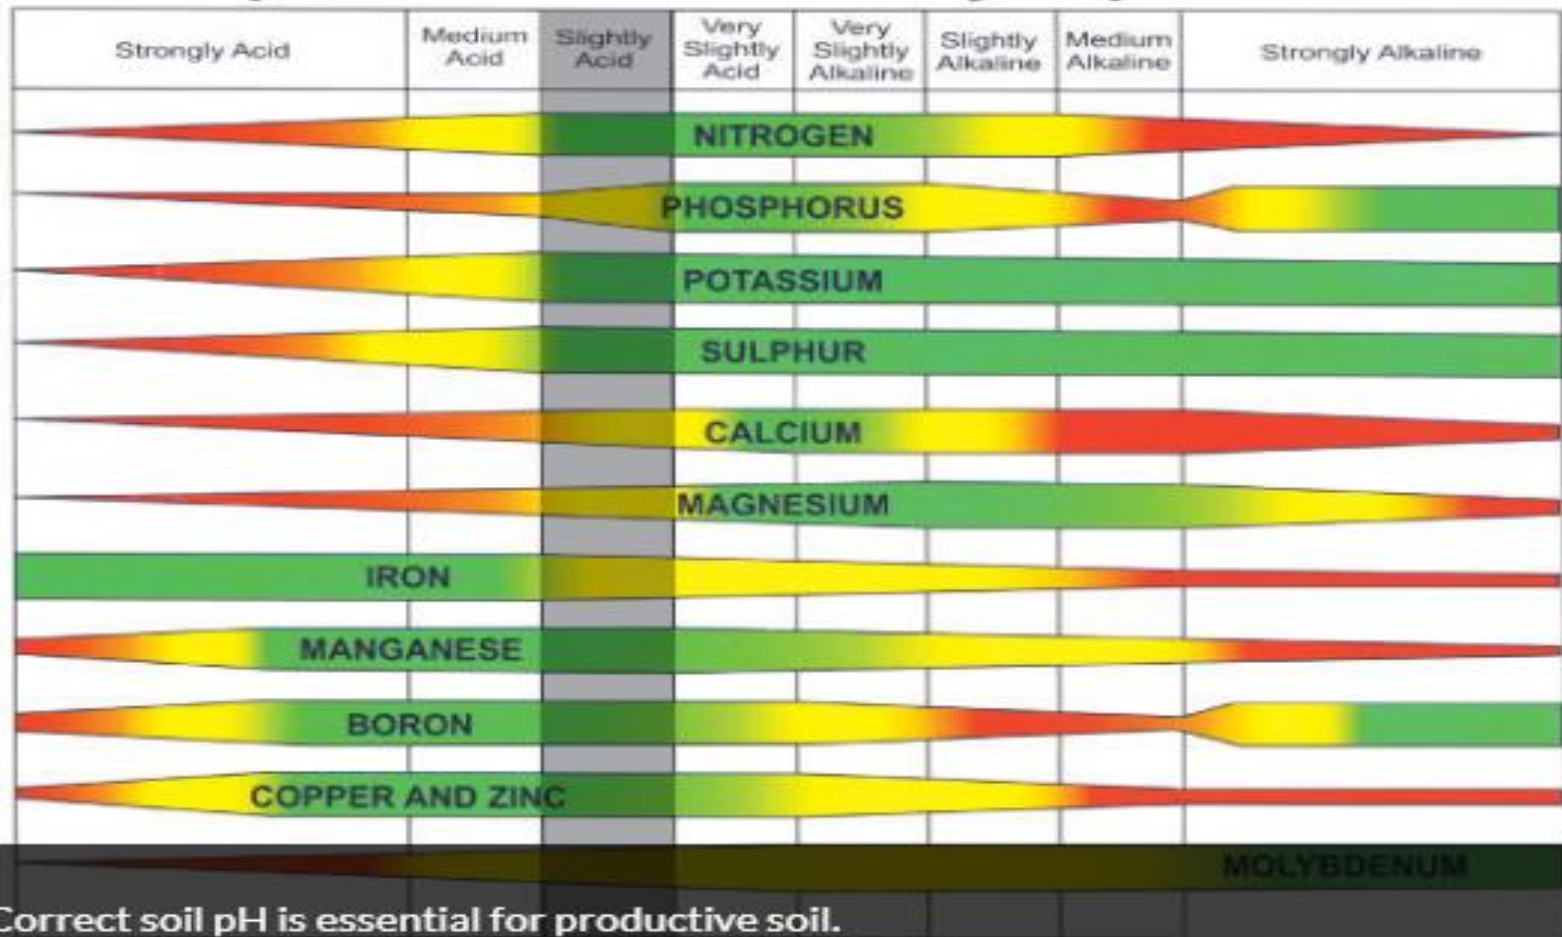 Strongly Acid
Medium
Acid
Slightly
Acid
Very
Slightly
Acid
Very
Slightly
Alkaline
Slightly
Alkaline
Medium
Alkaline
Strongly Alkaline
NITROGEN
PHOSPHORUS
POTASSIUM
SULPHUR
CALCIUM
MAGNESIUM
IRON
MANGANESE
BORON
COPPER AND ZINC
MOLYBDENUM
Correct soil pH is essential for productive soil.